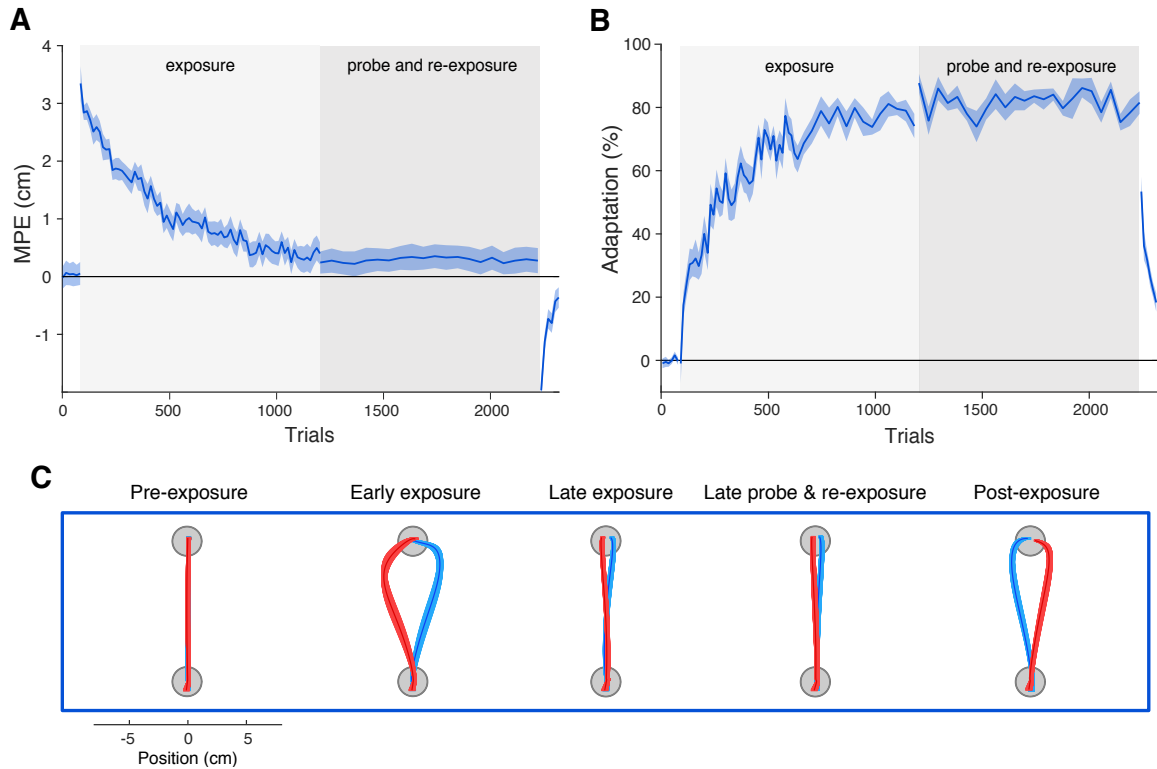 A
4
3
2
1
0
-1
MPE (cm)
exposure
probe and re-exposure
0
500
1000
1500
2000
Trials
B
100
80
60
40
20
0
Adaptation (%)
exposure
probe and re-exposure
0
500
1000
1500
2000
Trials
C
Pre-exposure
Early exposure
Late exposure
Late probe & re-exposure
Post-exposure
-5 0 5
Position (cm)